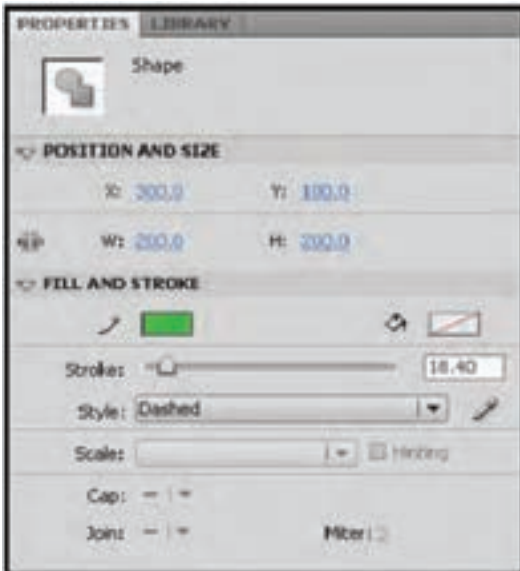 PROPERTIES LIBRARY
Shape
POSITION AND SIZE
X: 300.0 Y: 100.0
W: 200.0 H: 200.0
FILL AND STROKE
Stroke: 18.40
Style: Dashed
Scale: Hinting
Cap:
Join: Miter: